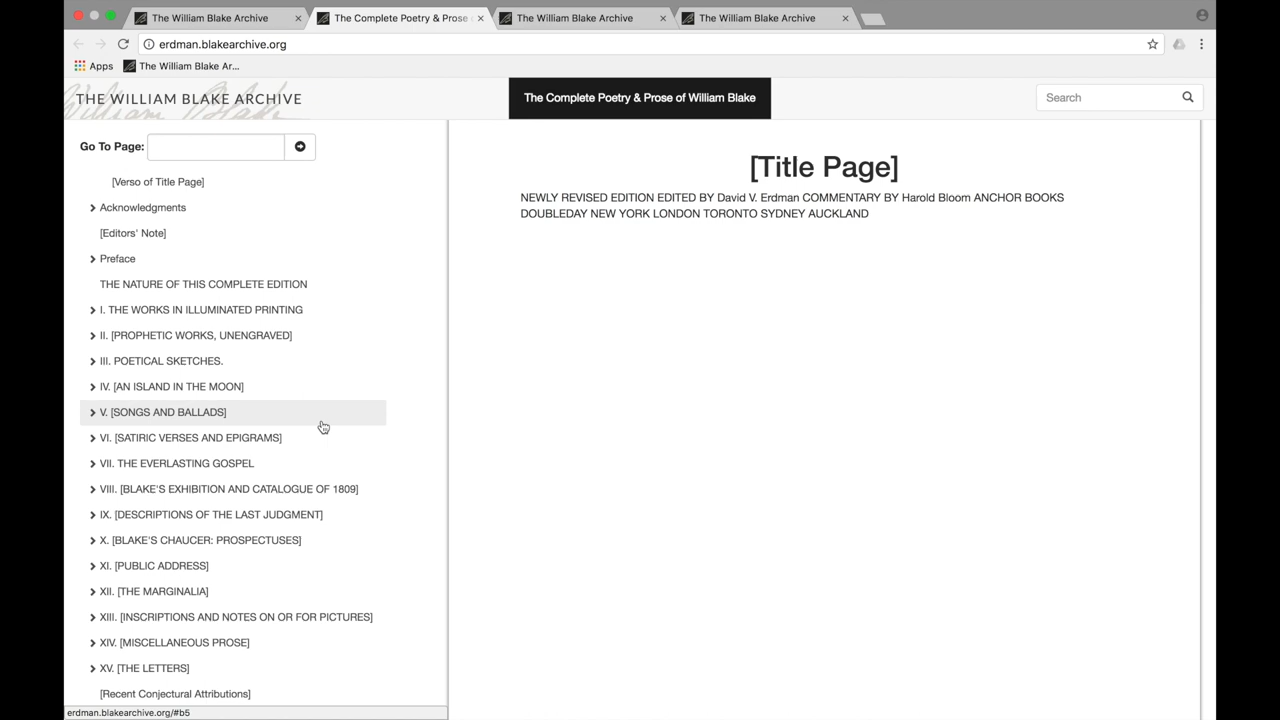 The William Blake Archive
The Complete Poetry & Prose
The William Blake Archive
The William Blake Archive
erdman.blakearchive.org
Apps
The William Blake Ar...
THE WILLIAM BLAKE ARCHIVE
The Complete Poetry & Prose of William Blake
Search
Go To Page:
[Verso of Title Page]
Acknowledgments
[Editors' Note]
Preface
THE NATURE OF THIS COMPLETE EDITION
I. THE WORKS IN ILLUMINATED PRINTING
II. [PROPHETIC WORKS, UNENGRAVED]
III. POETICAL SKETCHES.
IV. [AN ISLAND IN THE MOON]
V. [SONGS AND BALLADS]
VI. [SATIRIC VERSES AND EPIGRAMS]
VII. THE EVERLASTING GOSPEL
VIII. [BLAKE'S EXHIBITION AND CATALOGUE OF 1809]
IX. [DESCRIPTIONS OF THE LAST JUDGMENT]
X. [BLAKE'S CHAUCER: PROSPECTUSES]
XI. [PUBLIC ADDRESS]
XII. [THE MARGINALIA]
XIII. [INSCRIPTIONS AND NOTES ON OR FOR PICTURES]
XIV. [MISCELLANEOUS PROSE]
XV. [THE LETTERS]
[Recent Conjectural Attributions]
erdman.blakearchive.org/#b5
[Title Page]
NEWLY REVISED EDITION EDITED BY David V. Erdman COMMENTARY BY Harold Bloom ANCHOR BOOKS
DOUBLEDAY NEW YORK LONDON TORONTO SYDNEY AUCKLAND